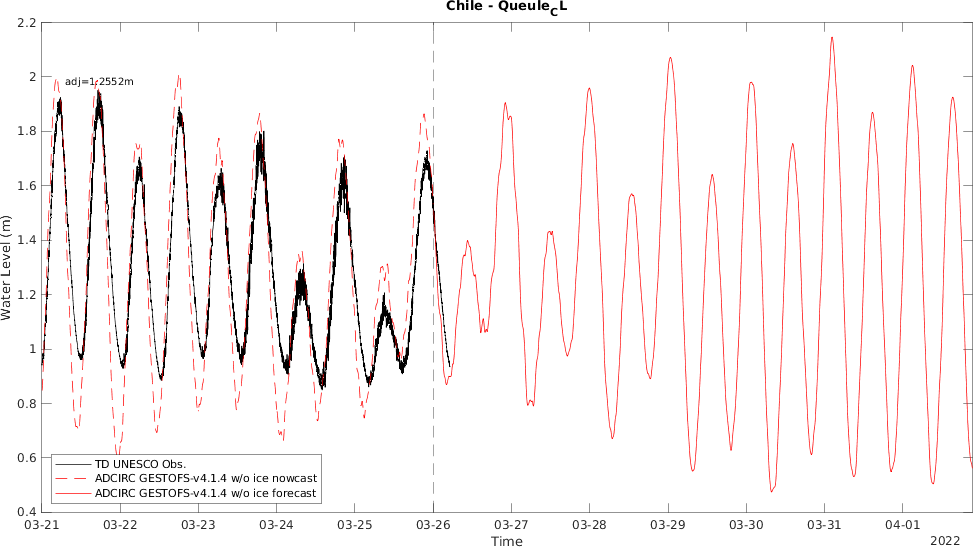 Chile - Queule_CL
adj=1.2552m
Water Level (m)
2.2
2
1.8
1.6
1.4
1.2
1
0.8
0.6
0.4
TD UNESCO Obs.
ADCIRC GESTOFS-v4.1.4 w/o ice nowcast
ADCIRC GESTOFS-v4.1.4 w/o ice forecast
03-21 03-22 03-23 03-24 03-25 03-26 03-27 03-28 03-29 03-30 03-31 04-01
Time
2022